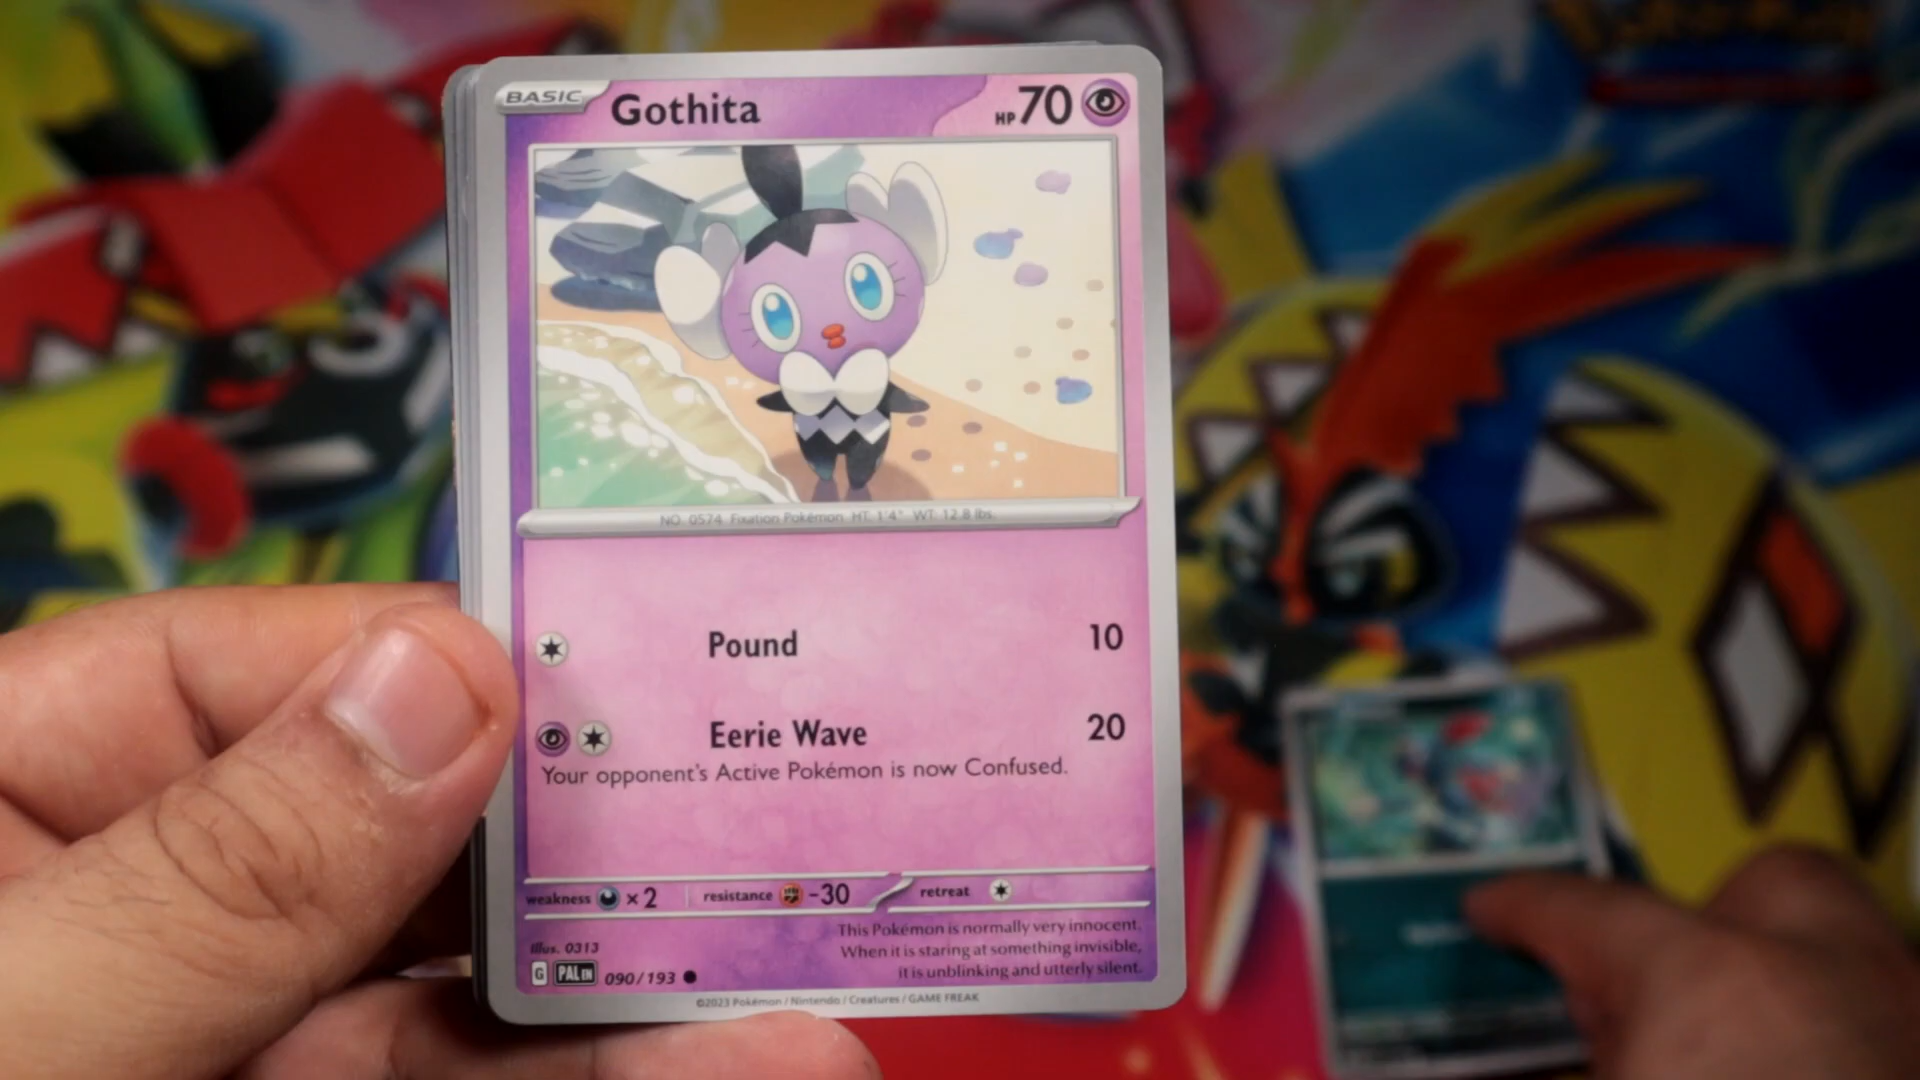 BASIC Gothita HP 70
NO. 0574 Fixation Pokémon HT: 1'4" WT: 12.8 lbs.
Pound 10
Eerie Wave 20
Your opponent's Active Pokémon is now Confused.
weakness ×2 resistance -30 retreat
This Pokémon is normally very innocent.
When it is staring at something invisible,
it is unblinking and utterly silent.
Illus. 0313
G PAL EN 090/193
©2023 Pokémon / Nintendo / Creatures / GAME FREAK